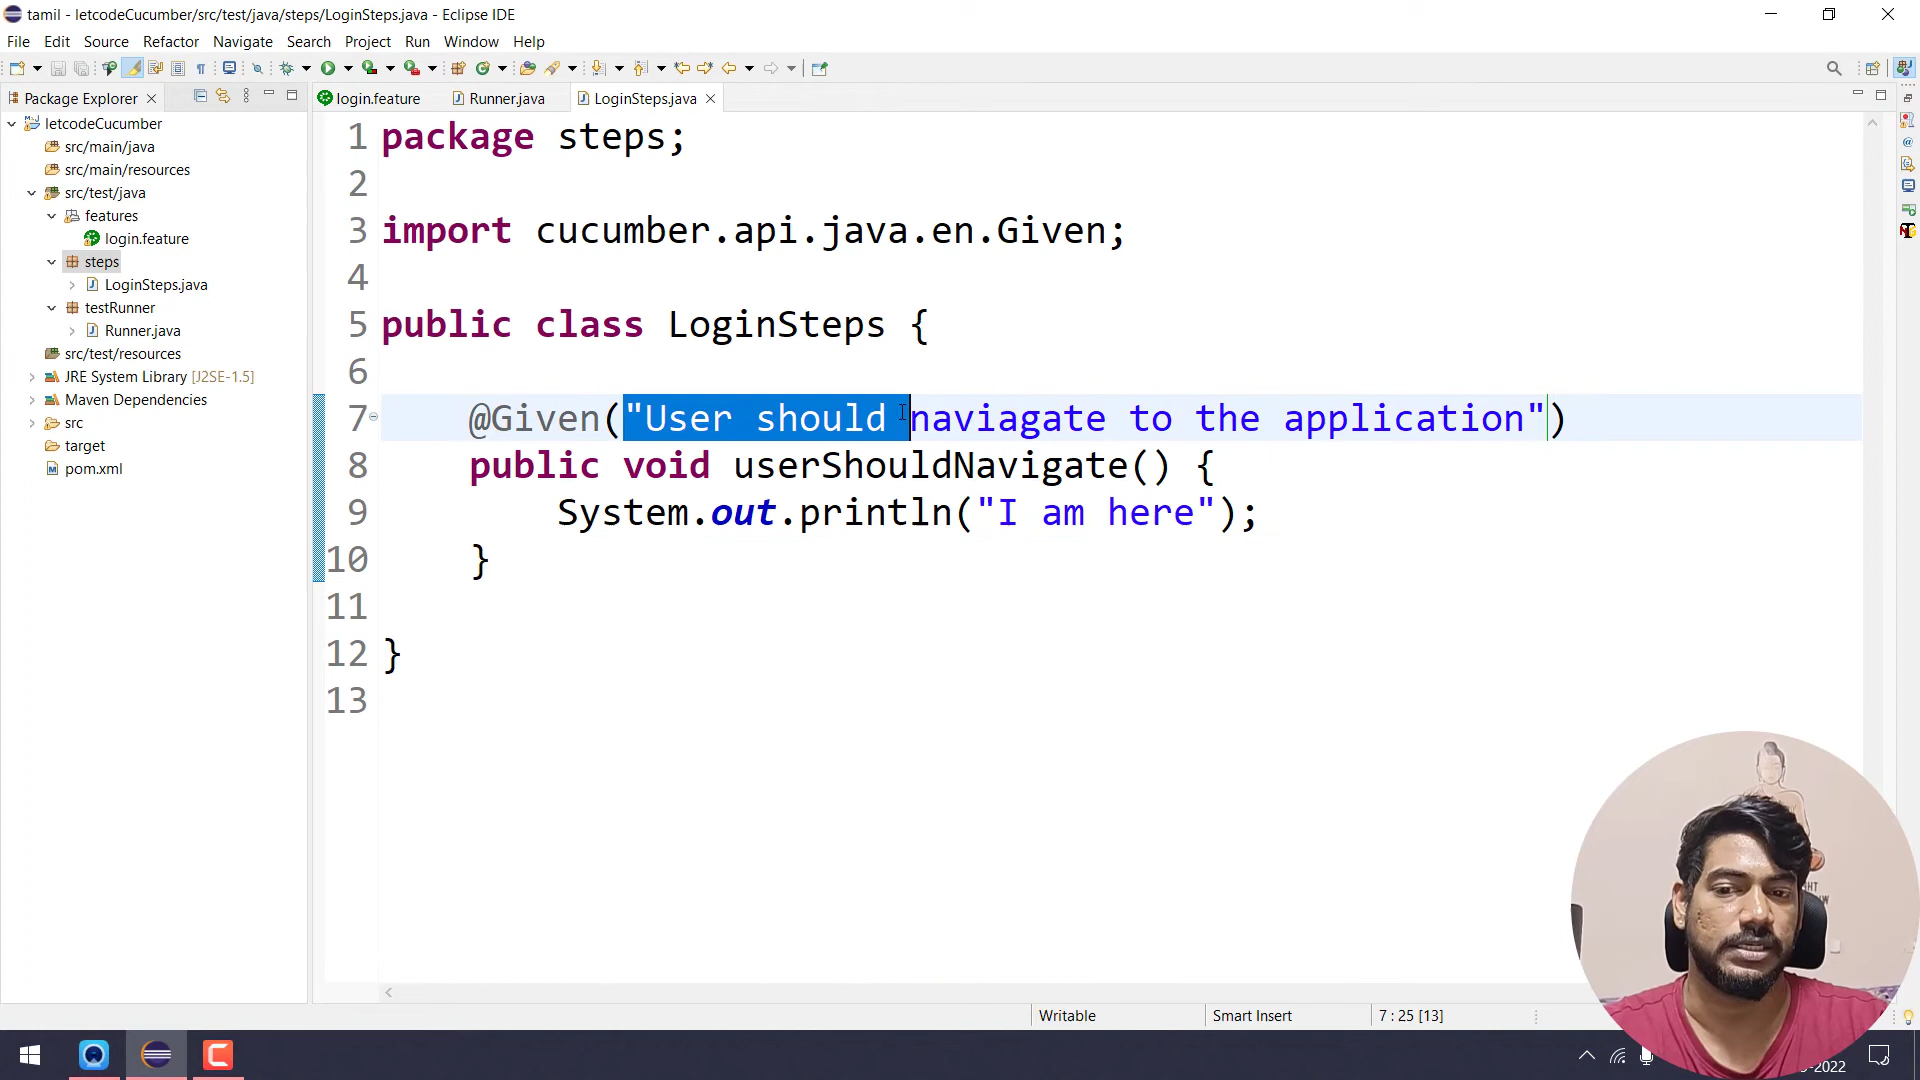 tamil - letcodeCucumber/src/test/java/steps/LoginSteps.java - Eclipse IDE
File Edit Source Refactor Navigate Search Project Run Window Help
Package Explorer
login.feature Runner.java LoginSteps.java
letcodeCucumber
src/main/java
src/main/resources
src/test/java
features
login.feature
steps
LoginSteps.java
testRunner
Runner.java
src/test/resources
JRE System Library [J2SE-1.5]
Maven Dependencies
src
target
pom.xml
1 package steps;
2
3 import cucumber.api.java.en.Given;
4
5 public class LoginSteps {
6
7 @Given("User should naviagate to the application")
8 public void userShouldNavigate() {
9 System.out.println("I am here");
10 }
11
12 }
13
Writable Smart Insert 7 : 25 [13]